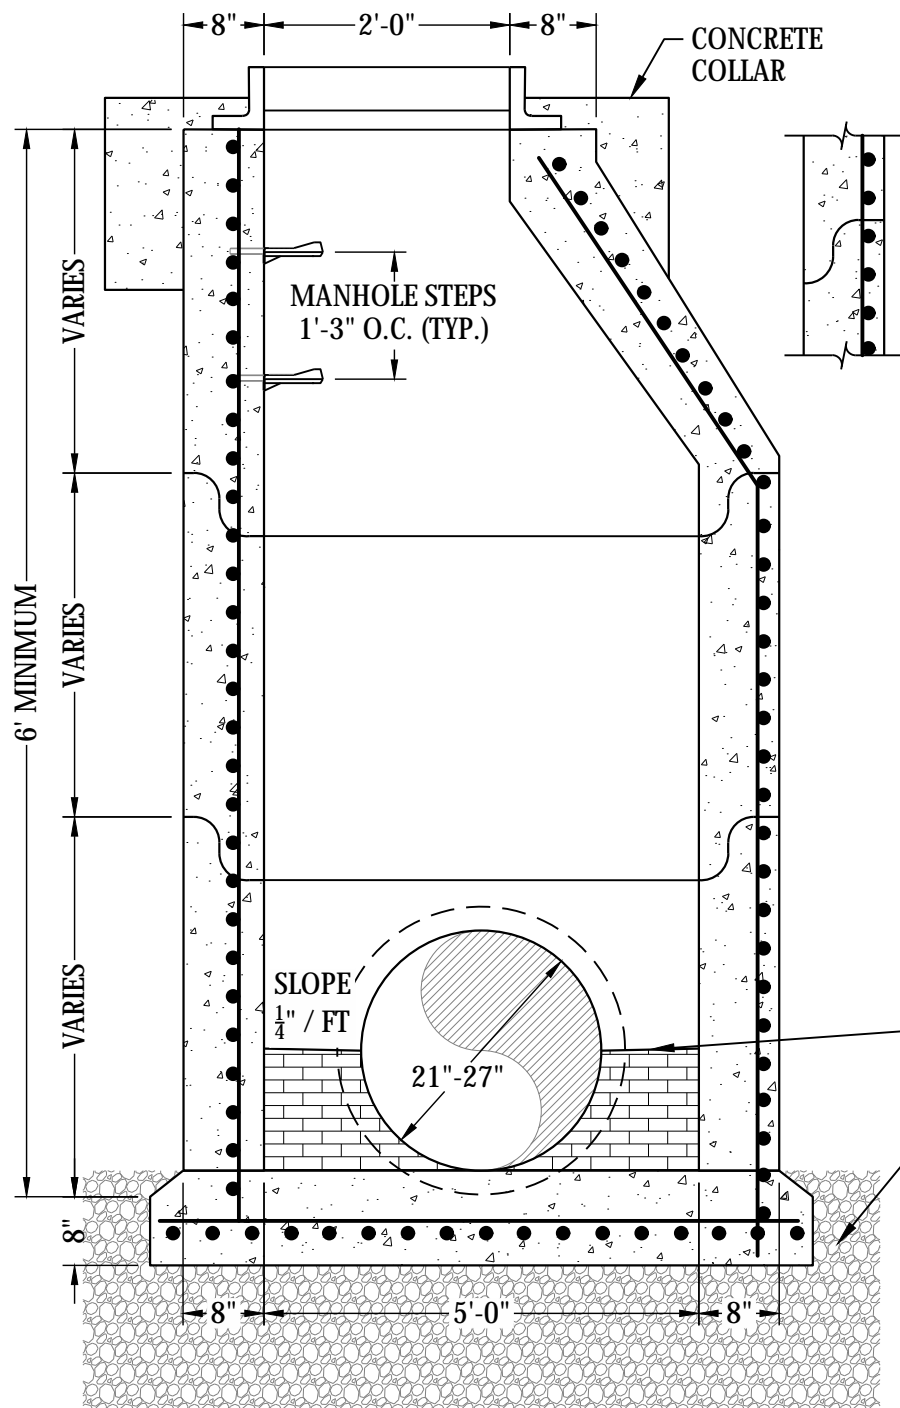 8" 2'-0" 8"
CONCRETE
COLLAR
VARIES
MANHOLE STEPS
1'-3" O.C. (TYP.)
6' MINIMUM
VARIES
VARIES
SLOPE
1/4" / FT
21"-27"
8"
8" 5'-0" 8"